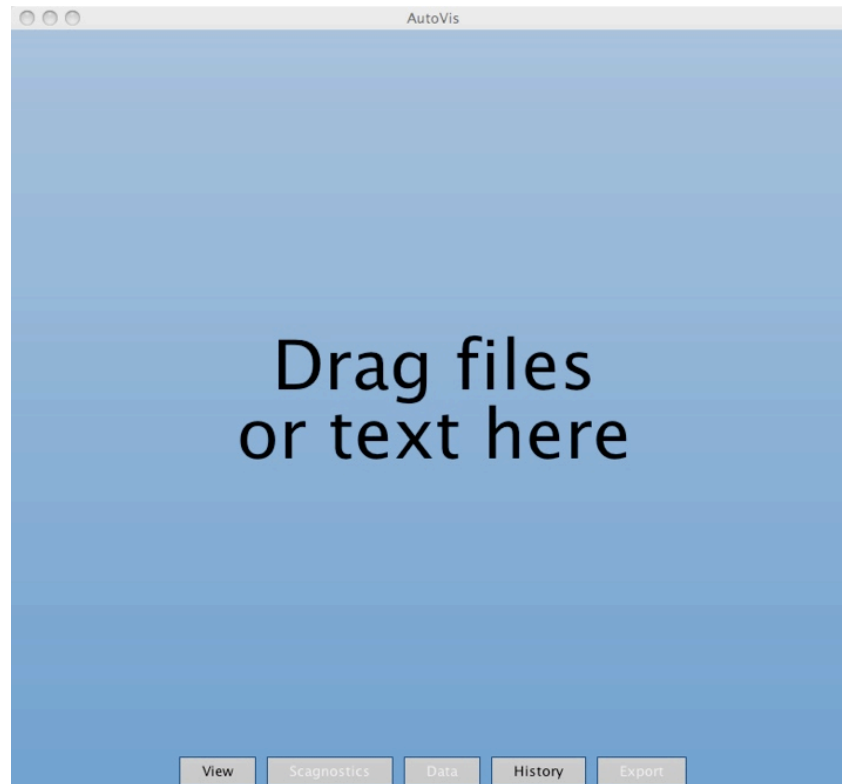 AutoVis
Drag files
or text here
View Scagnostics Data History Export